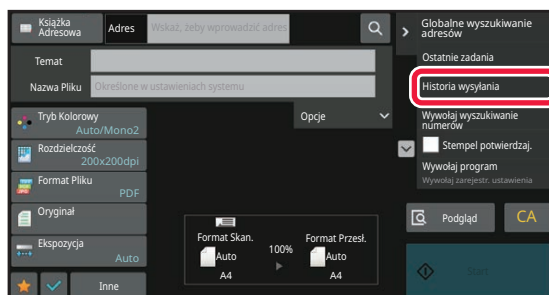 Książka
Adresowa
Adres
Wskaż, żeby wprowadzić adres
Temat
Nazwa Pliku
Określone w ustawieniach systemu
Tryb Kolorowy
Auto/Mono2
Opcje
Rozdzielczość
200x200dpi
Format Pliku
PDF
Oryginał
Ekspozycja
Auto
Inne
Format Skan.
Auto
A4
100%
Format Przesł.
Auto
A4
Globalne wyszukiwanie
adresów
Ostatnie zadania
Historia wysyłania
Wywołaj wyszukiwanie
numerów
Stempel potwierdzaj.
Wywołaj program
Wywołaj zarejestr. ustawienia
Podgląd
CA
Start